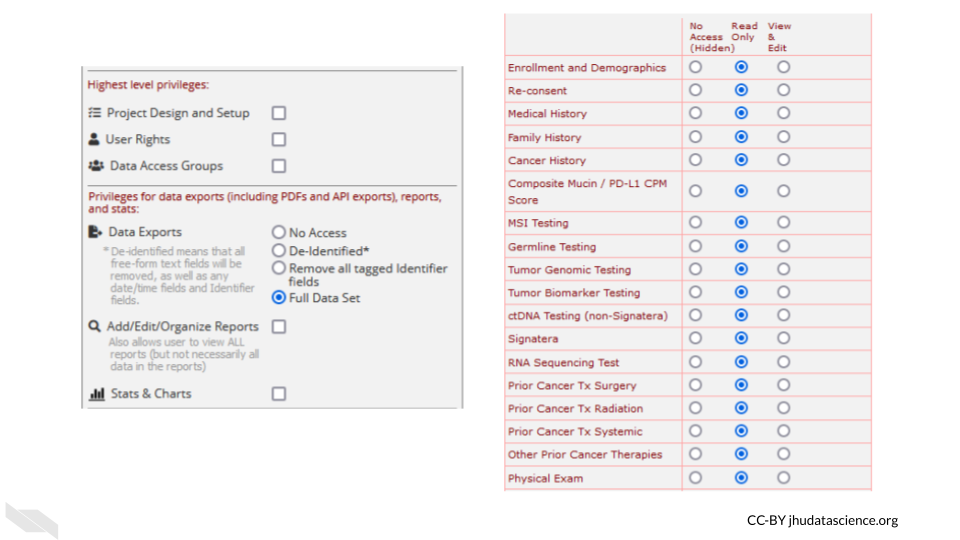 Highest level privileges:
Project Design and Setup
User Rights
Data Access Groups
Privileges for data exports (including PDFs and API exports), reports,
and stats:
Data Exports
* De-identified means that all
free-form text fields will be
removed, as well as any
date/time fields and Identifier
fields.
No Access
De-Identified*
Remove all tagged Identifier
fields
Full Data Set
Add/Edit/Organize Reports
Also allows user to view ALL
reports (but not necessarily all
data in the reports)
Stats & Charts
No
Access
(Hidden)
Read
Only
View
&
Edit
Enrollment and Demographics
Re-consent
Medical History
Family History
Cancer History
Composite Mucin / PD-L1 CPM
Score
MSI Testing
Germline Testing
Tumor Genomic Testing
Tumor Biomarker Testing
ctDNA Testing (non-Signatera)
Signatera
RNA Sequencing Test
Prior Cancer Tx Surgery
Prior Cancer Tx Radiation
Prior Cancer Tx Systemic
Other Prior Cancer Therapies
Physical Exam
CC-BY jhudatascience.org